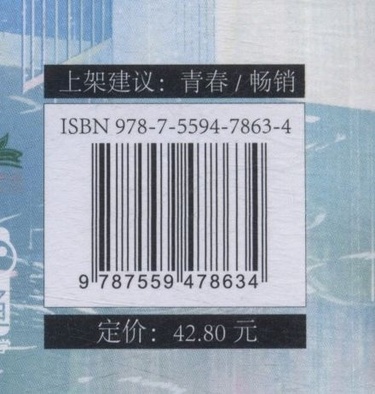 上架建议：青春/畅销
ISBN 978-7-5594-7863-4
9 787559 478634
定价：42.80 元
学